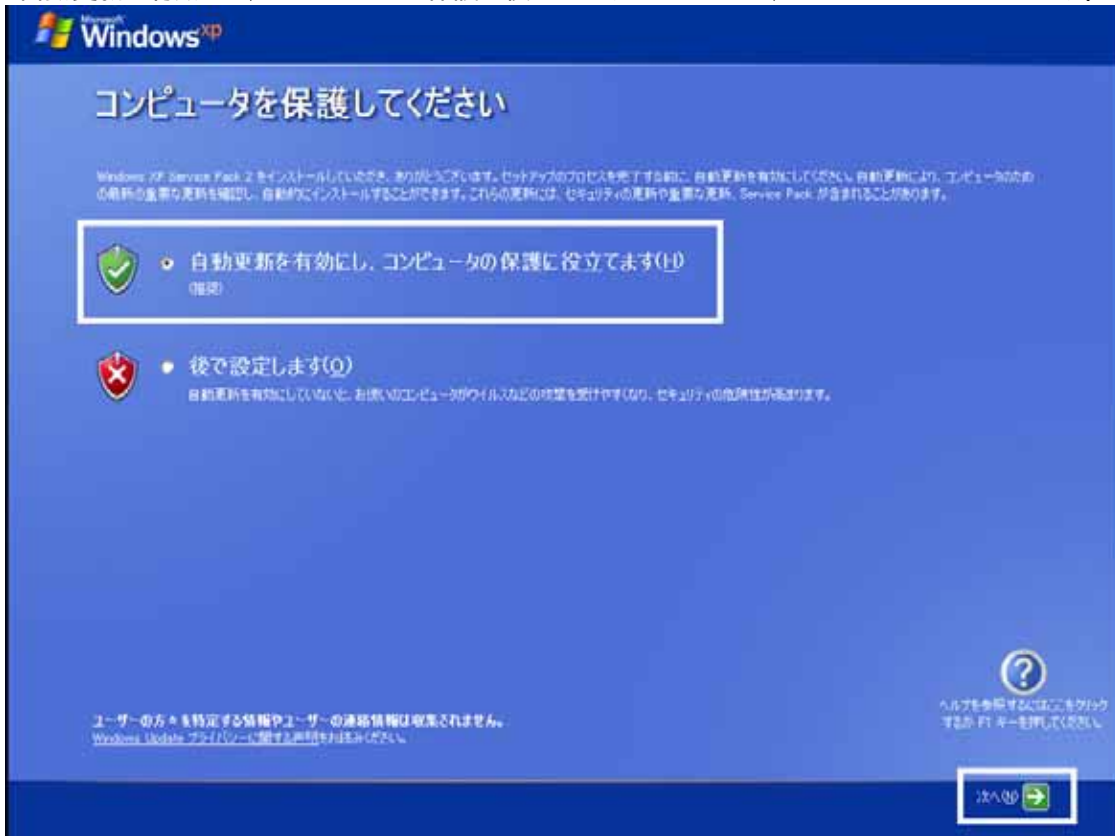 Microsoft
Windows xp
コンピュータを保護してください
Windows XP Service Pack 2 をインストールしていただき、ありがとうございます。セットアップのプロセスを完了する前に、自動更新を有効にしてください。自動更新により、コンピュータのため
の最新の重要な更新を確認し、自動的にインストールすることができます。これらの更新には、セキュリティの更新や重要な更新、Service Pack が含まれることがあります。
自動更新を有効にし、コンピュータの保護に役立てます(H)
(推奨)
後で設定します(O)
自動更新を有効にしていないと、お使いのコンピュータがウイルスなどの攻撃を受けやすくなり、セキュリティの危険性が高まります。
ユーザーの方々を特定する情報やユーザーの連絡情報は収集されません。
Windows Update プライバシーに関する声明をお読みください。
ヘルプを参照するにはここをクリック
するか F1 キーを押してください。
次へ(N)